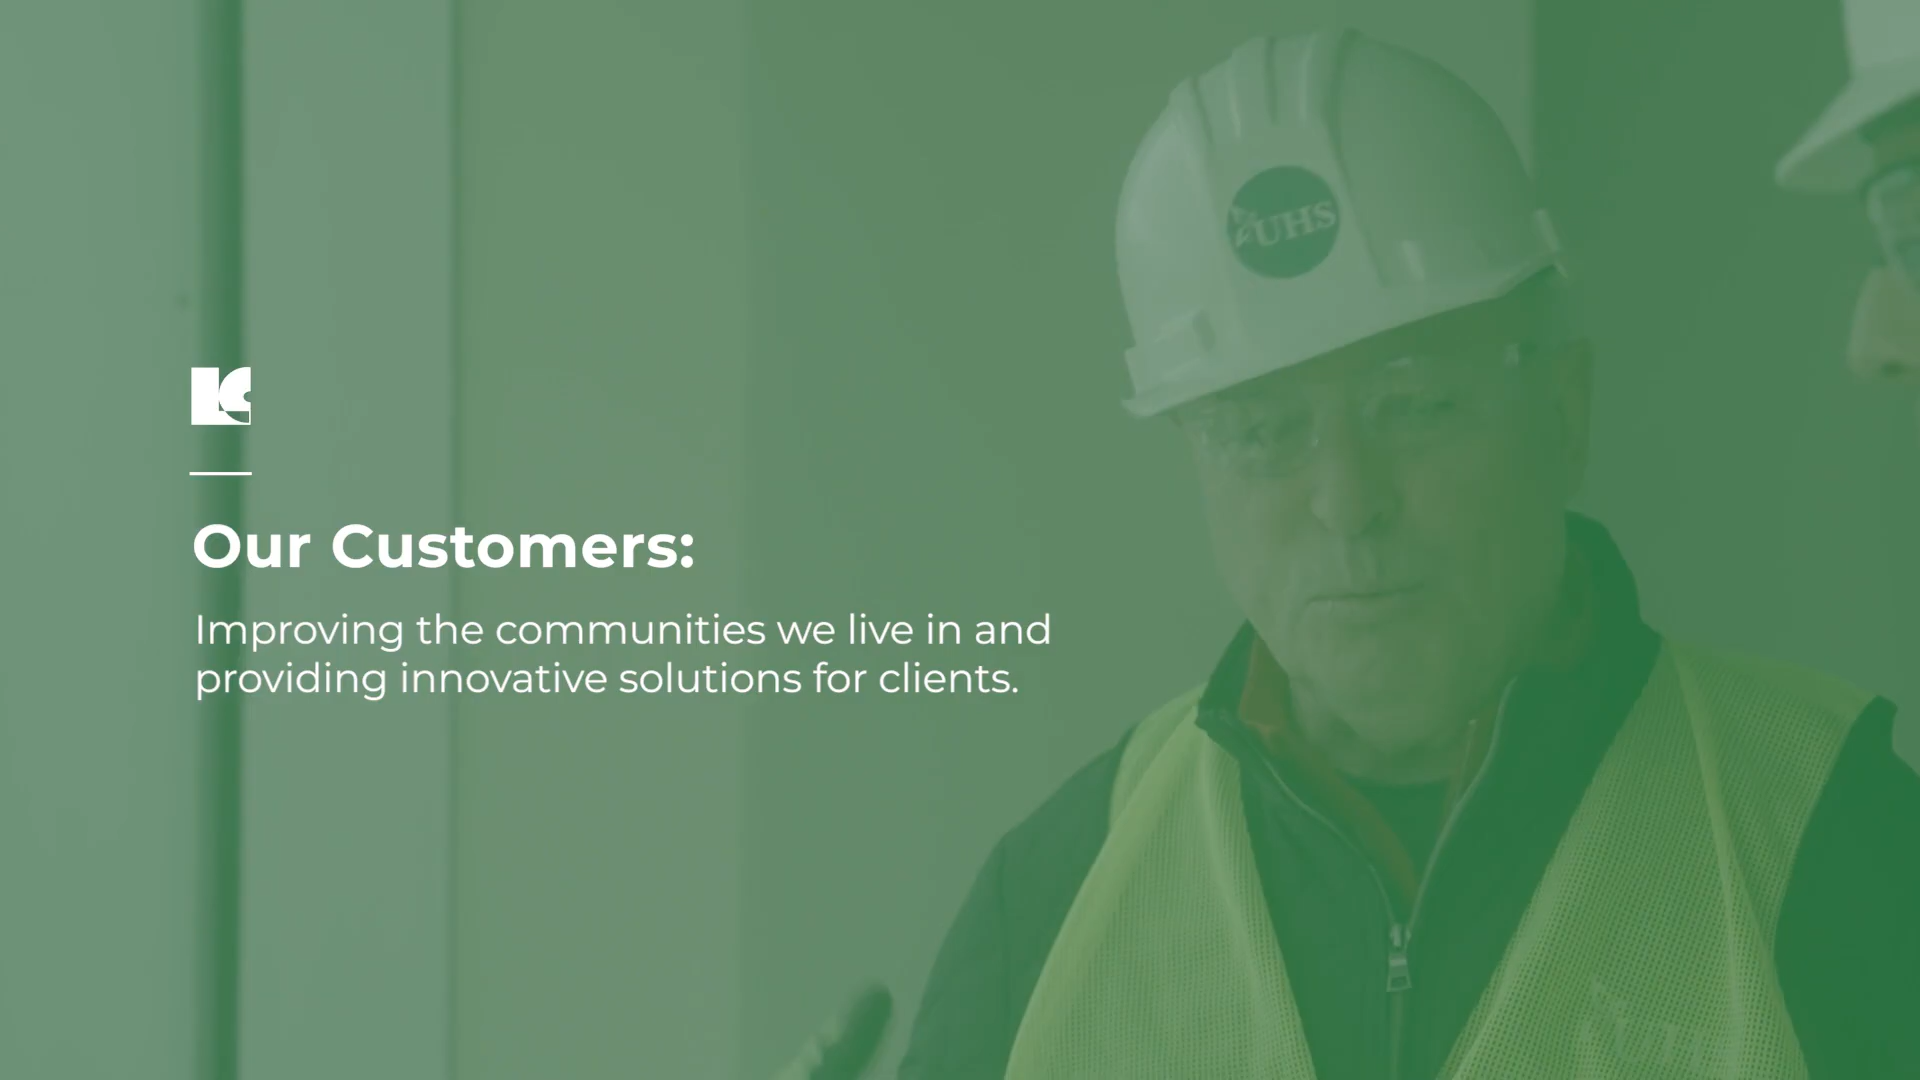 UHS
Our Customers:
Improving the communities we live in and
providing innovative solutions for clients.